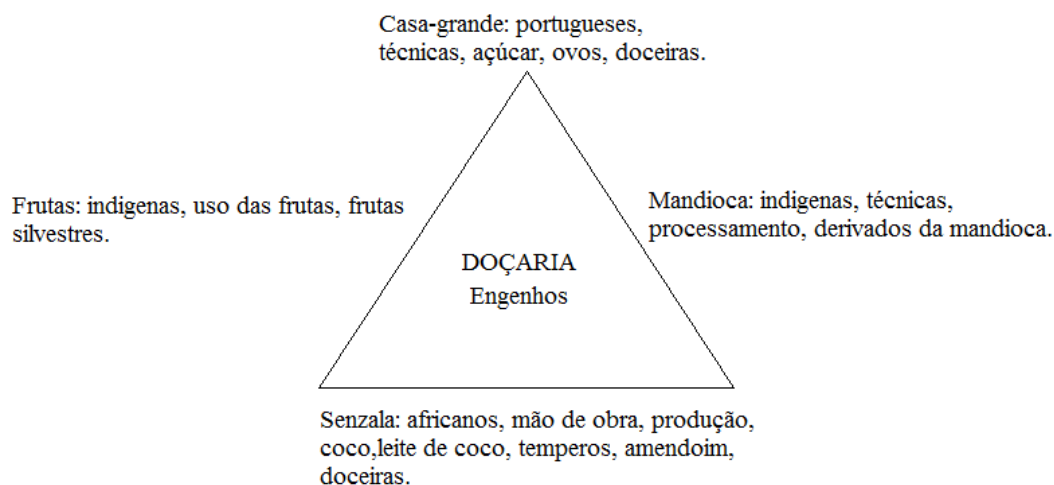 Casa-grande: portugueses,
técnicas, açúcar, ovos, doceiras.
Frutas: indigenas, uso das frutas, frutas
silvestres.
Mandioca: indigenas, técnicas,
processamento, derivados da mandioca.
DOÇARIA
Engenhos
Senzala: africanos, mão de obra, produção,
coco,leite de coco, temperos, amendoim,
doceiras.